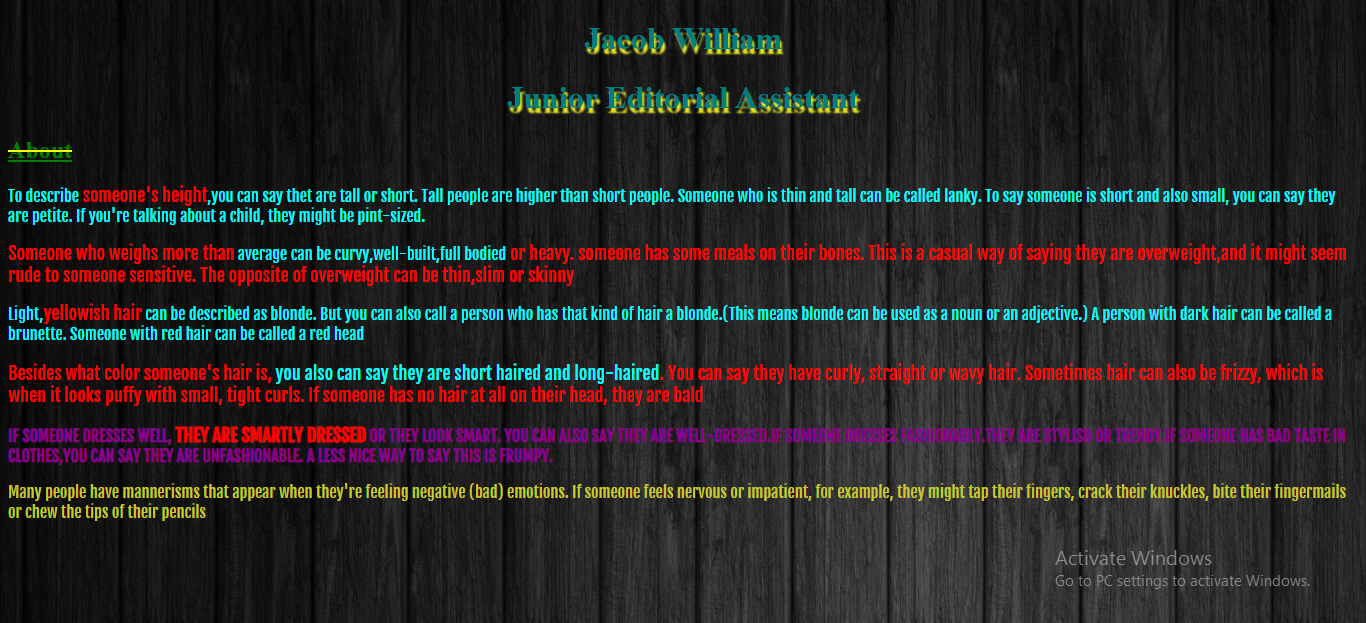 Jacob William
Junior Editorial Assistant
About
To describe someone's height,you can say thet are tall or short. Tall people are higher than short people. Someone who is thin and tall can be called lanky. To say someone is short and also small, you can say they
are petite. If you're talking about a child, they might be pint-sized.
Someone who weighs more than average can be curvy,well-built,full bodied or heavy. someone has some meals on their bones. This is a casual way of saying they are overweight,and it might seem
rude to someone sensitive. The opposite of overweight can be thin,slim or skinny
Light,yellowish hair can be described as blonde. But you can also call a person who has that kind of hair a blonde.(This means blonde can be used as a noun or an adjective.) A person with dark hair can be called a
brunette. Someone with red hair can be called a red head
Besides what color someone's hair is, you also can say they are short haired and long-haired. You can say they have curly, straight or wavy hair. Sometimes hair can also be frizzy, which is
when it looks puffy with small, tight curls. If someone has no hair at all on their head, they are bald
IF SOMEONE DRESSES WELL, THEY ARE SMARTLY DRESSED OR THEY LOOK SMART. YOU CAN ALSO SAY THEY ARE WELL-DRESSED.IF SOMEONE DRESSES FASHIONABLY.THEY ARE STYLISH OR TRENDY.IF SOMEONE HAS BAD TASTE IN
CLOTHES,YOU CAN SAY THEY ARE UNFASHIONABLE. A LESS NICE WAY TO SAY THIS IS FRUMPY.
Many people have mannerisms that appear when they're feeling negative (bad) emotions. If someone feels nervous or impatient, for example, they might tap their fingers, crack their knuckles, bite their fingermails
or chew the tips of their pencils
Activate Windows
Go to PC settings to activate Windows.